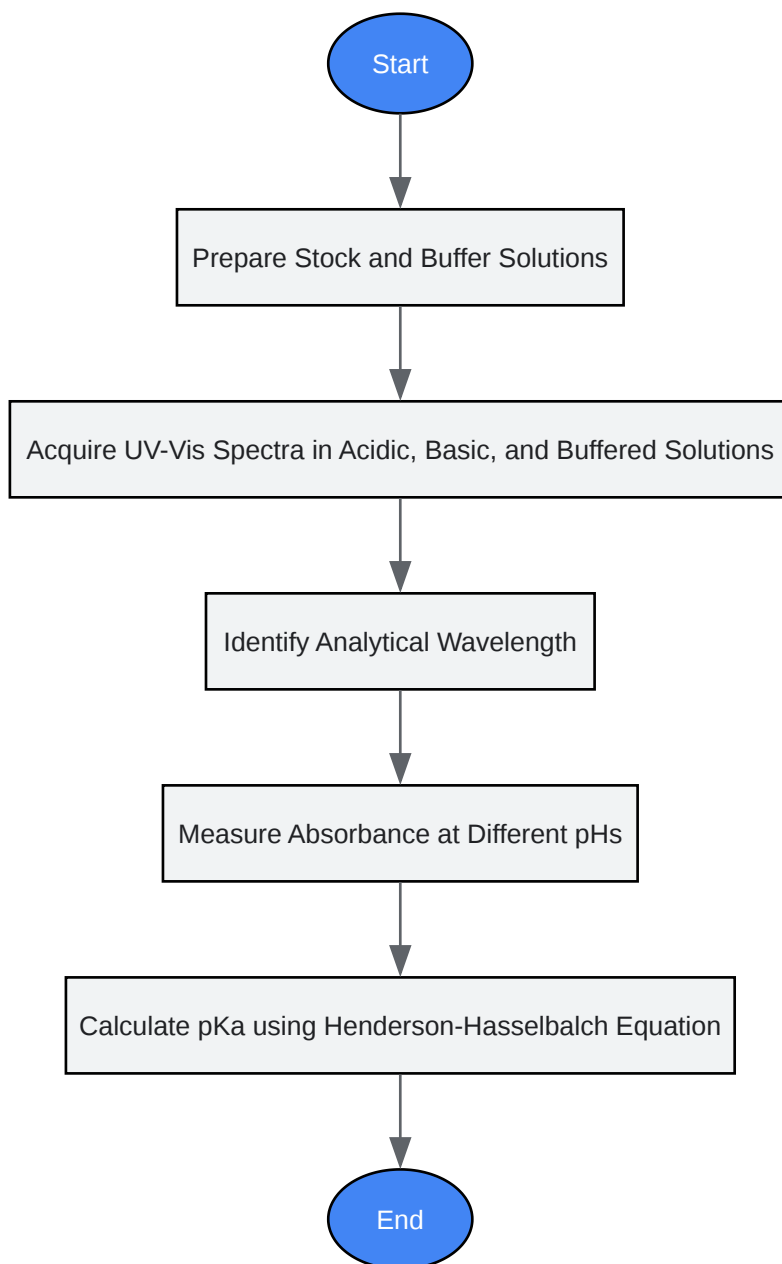 Start
Prepare Stock and Buffer Solutions
Acquire UV-Vis Spectra in Acidic, Basic, and Buffered Solutions
Identify Analytical Wavelength
Measure Absorbance at Different pHs
Calculate pKa using Henderson-Hasselbalch Equation
End